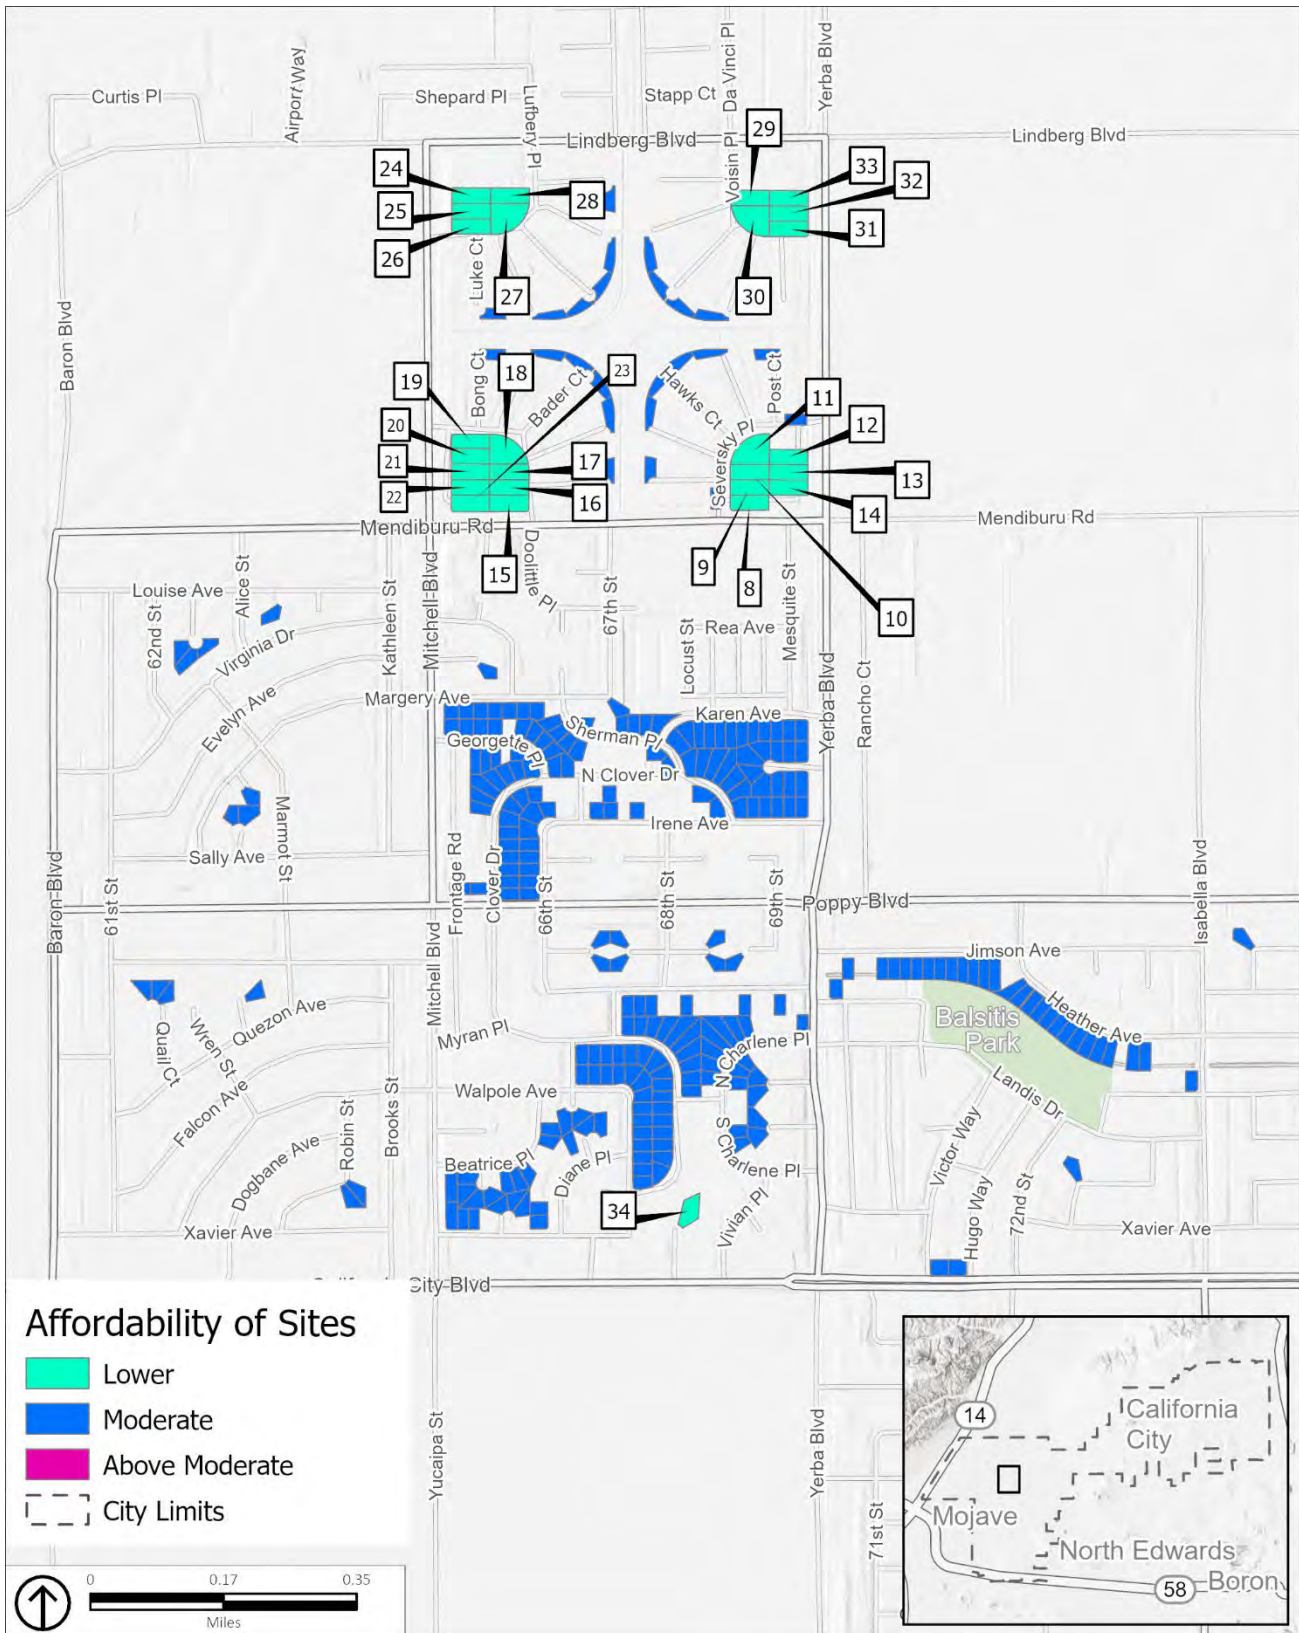 Curtis Pl
Airport Way
Shepard Pl
Lufbery Pl
Stapp Ct
Da Vinci Pl
Yerba Blvd
Lindberg Blvd
Lindberg Blvd
Voisin Pl
29
24
33
28
32
25
31
26
Luke Ct
27
30
Baron Blvd
19
Bong Ct
18
Bader Ct
23
Hawks Ct
Post Ct
11
20
12
Seversky Pl
21
17
13
22
16
14
Mendiburu Rd
Mendiburu Rd
15
9
8
10
Doolittle Pl
67th St
Mesquite St
Louise Ave
Alice St
Kathleen St
Mitchell Blvd
62nd St
Virginia Dr
Locust St
Rea Ave
Evelyn Ave
Margery Ave
Karen Ave
Yerba Blvd
Rancho Ct
Sherman Pl
Georgette Pl
N Clover Dr
Irene Ave
Marmot St
Sally Ave
Baron Blvd
61st St
Frontage Rd
Clover Dr
66th St
68th St
69th St
Poppy Blvd
Isabella Blvd
Jimson Ave
Mitchell Blvd
Quezon Ave
Quail Ct
Wren St
Heather Ave
Balsitis
Park
Myran Pl
N Charlene Pl
Falcon Ave
Walpole Ave
Landis Dr
Brooks St
Robin St
Dogbane Ave
Victor Way
Beatrice Pl
Diane Pl
S Charlene Pl
Hugo Way
72nd St
34
Vivian Pl
Xavier Ave
Xavier Ave
City Blvd
Affordability of Sites
Lower
Moderate
Above Moderate
City Limits
0 0.17 0.35
Miles
Yucaipa St
Yerba Blvd
71st St
14
California
City
Mojave
North Edwards
Boron
58